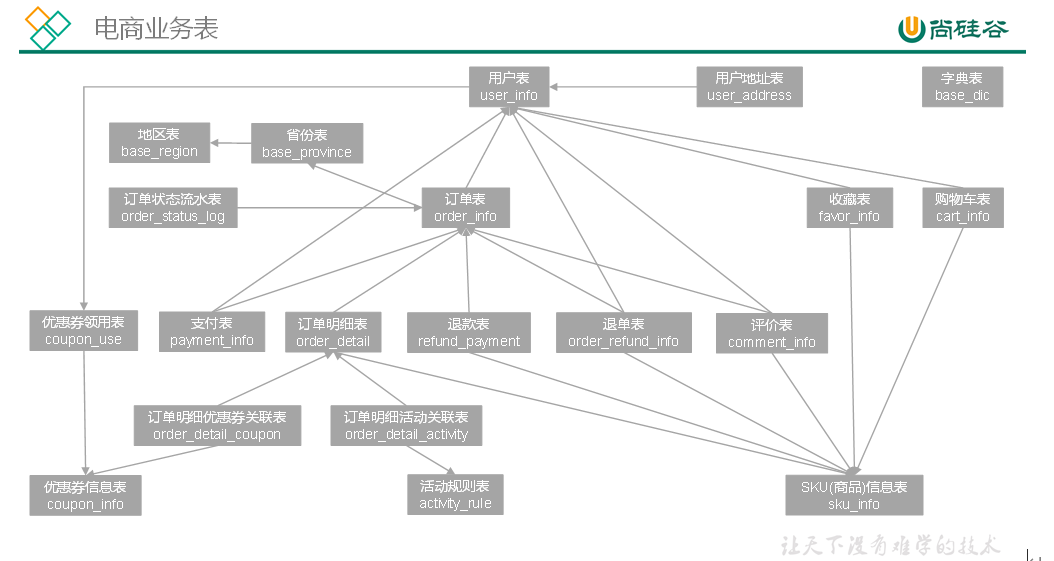 电商业务表
尚硅谷
用户表
user_info
用户地址表
user_address
字典表
base_dic
地区表
base_region
省份表
base_province
订单状态流水表
order_status_log
订单表
order_info
收藏表
favor_info
购物车表
cart_info
优惠券领用表
coupon_use
支付表
payment_info
订单明细表
order_detail
退款表
refund_payment
退单表
order_refund_info
评价表
comment_info
订单明细优惠券关联表
order_detail_coupon
订单明细活动关联表
order_detail_activity
优惠券信息表
coupon_info
活动规则表
activity_rule
SKU(商品)信息表
sku_info
让天下没有难学的技术